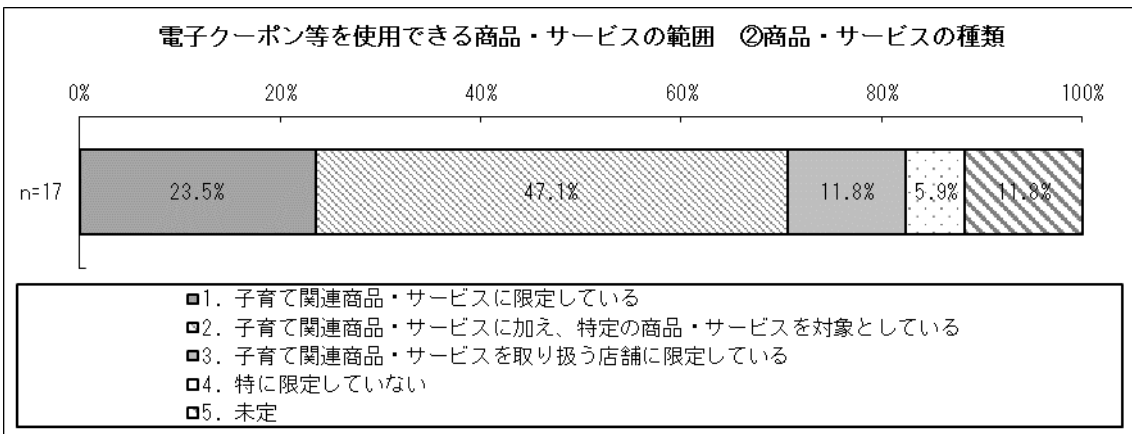 電子クーポン等を使用できる商品・サービスの範囲　②商品・サービスの種類
0% 20% 40% 60% 80% 100%
n=17 23.5% 47.1% 11.8% 5.9% 11.8%
1. 子育て関連商品・サービスに限定している
2. 子育て関連商品・サービスに加え、特定の商品・サービスを対象としている
3. 子育て関連商品・サービスを取り扱う店舗に限定している
4. 特に限定していない
5. 未定